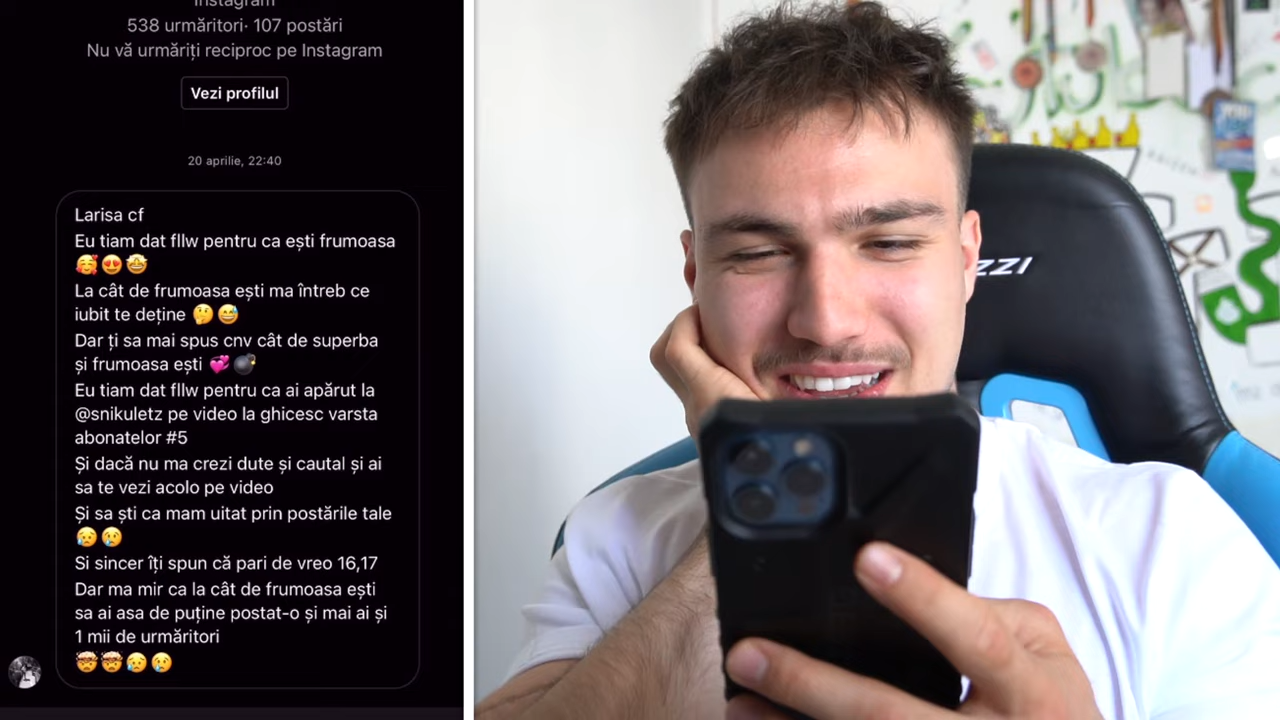 Instagram
538 urmăritori· 107 postări
Nu vă urmăriți reciproc pe Instagram
Vezi profilul
20 aprilie, 22:40
Larisa cf
Eu tiam dat fllw pentru ca ești frumoasa
🥰😍🤩
La cât de frumoasa ești ma întreb ce
iubit te deține 🤔😅
Dar ți sa mai spus cnv cât de superba
și frumoasa ești 💞💣
Eu tiam dat fllw pentru ca ai apărut la
@snikuletz pe video la ghicesc varsta
abonatelor #5
Și dacă nu ma crezi dute și cautal și ai
sa te vezi acolo pe video
Și sa ști ca mam uitat prin postările tale
😥😢
Si sincer îți spun că pari de vreo 16,17
Dar ma mir ca la cât de frumoasa ești
sa ai asa de puține postat-o și mai ai și
1 mii de urmăritori
🤯🤯😥😢
ZZI